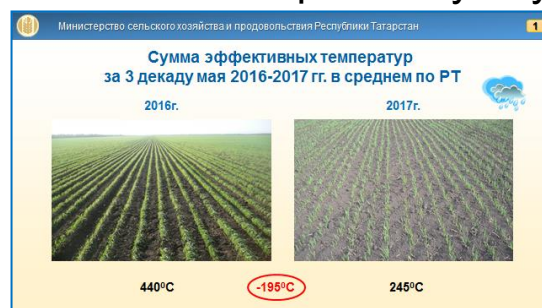 Министерство сельского хозяйства и продовольствия Республики Татарстан
1
Сумма эффективных температур
за 3 декаду мая 2016-2017 гг. в среднем по РТ
2016г.
2017г.
440⁰С
-195⁰С
245⁰С